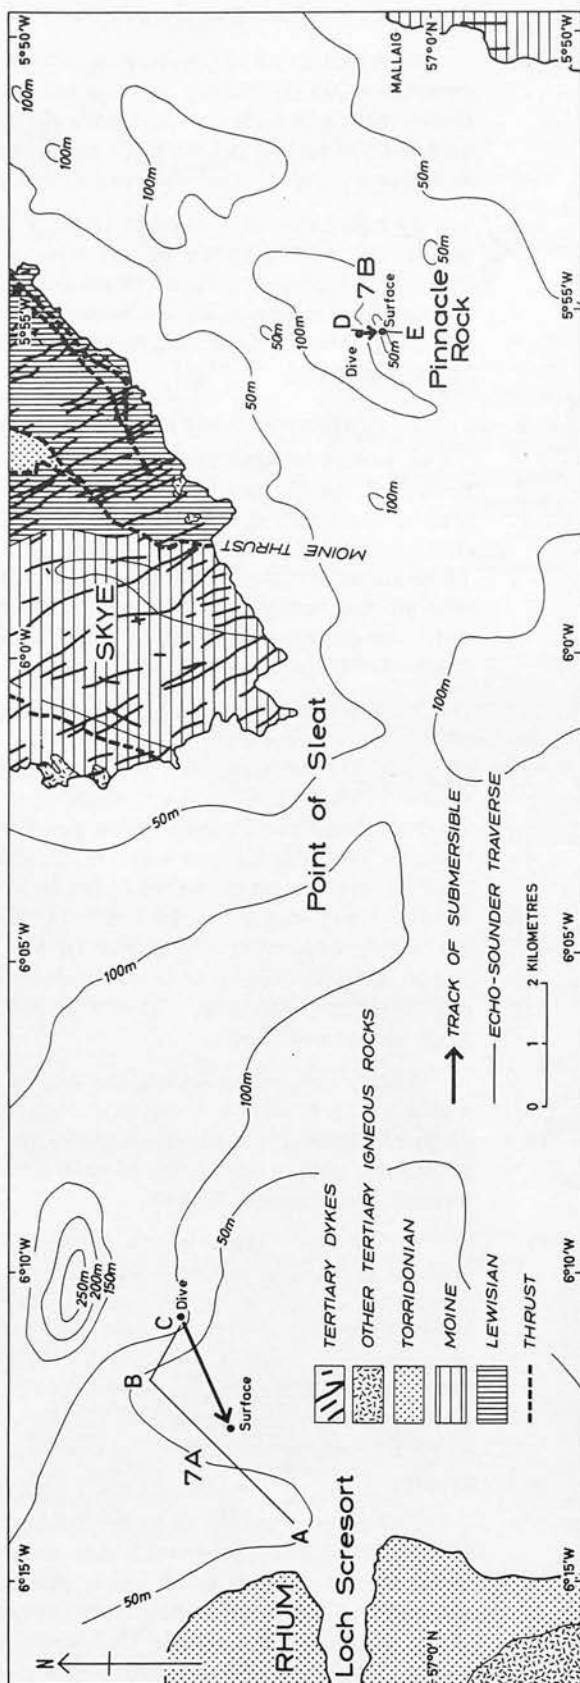 6°15'W
6°10'W
6°05'W
6°0'W
5°55'W
5°50'W
N
50m
RHUM
Loch Scresort
57°0'N
7A
A
B
C
Dive
Surface
250m
200m
150m
50m
100m
100m
50m
Point of Sleat
SKYE
MOINE THRUST
50m
100m
100m
100m
100m
50m
100m
Dive
D
7B
50m
Surface
E
Pinnacle
Rock
50m
50m
100m
100m
MALLAIG
57°0'N
TERTIARY DYKES
OTHER TERTIARY IGNEOUS ROCKS
TORRIDONIAN
MOINE
LEWISIAN
THRUST
TRACK OF SUBMERSIBLE
ECHO-SOUNDER TRAVERSE
0 1 2 KILOMETRES
6°15'W
6°10'W
6°05'W
6°0'W
5°55'W
5°50'W